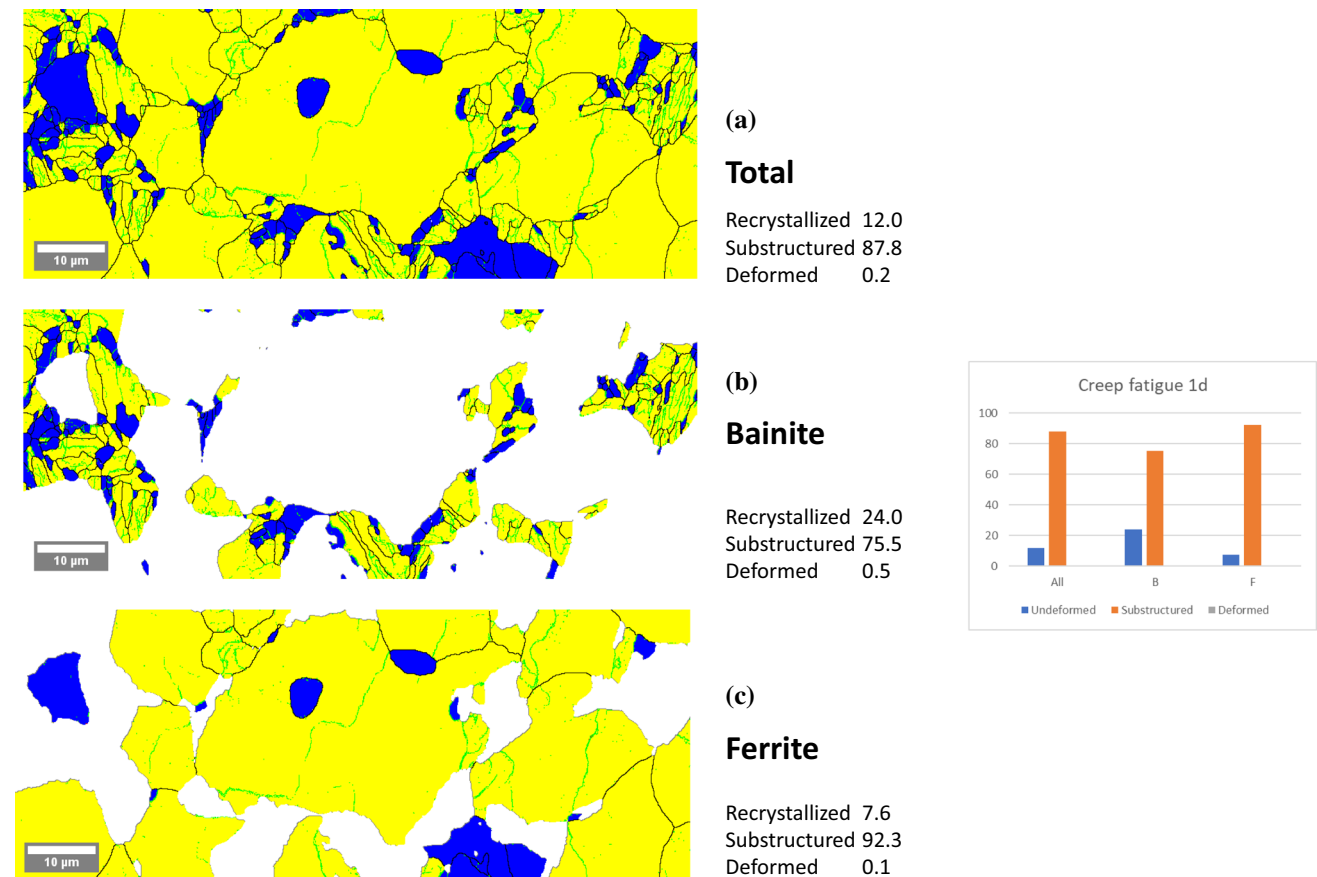 (a)
Total
Recrystallized 12.0
Substructured 87.8
Deformed 0.2
10 µm
(b)
Bainite
Recrystallized 24.0
Substructured 75.5
Deformed 0.5
10 µm
Creep fatigue 1d
100
80
60
40
20
0
All B F
Undeformed Substructured Deformed
(c)
Ferrite
Recrystallized 7.6
Substructured 92.3
Deformed 0.1
10 µm